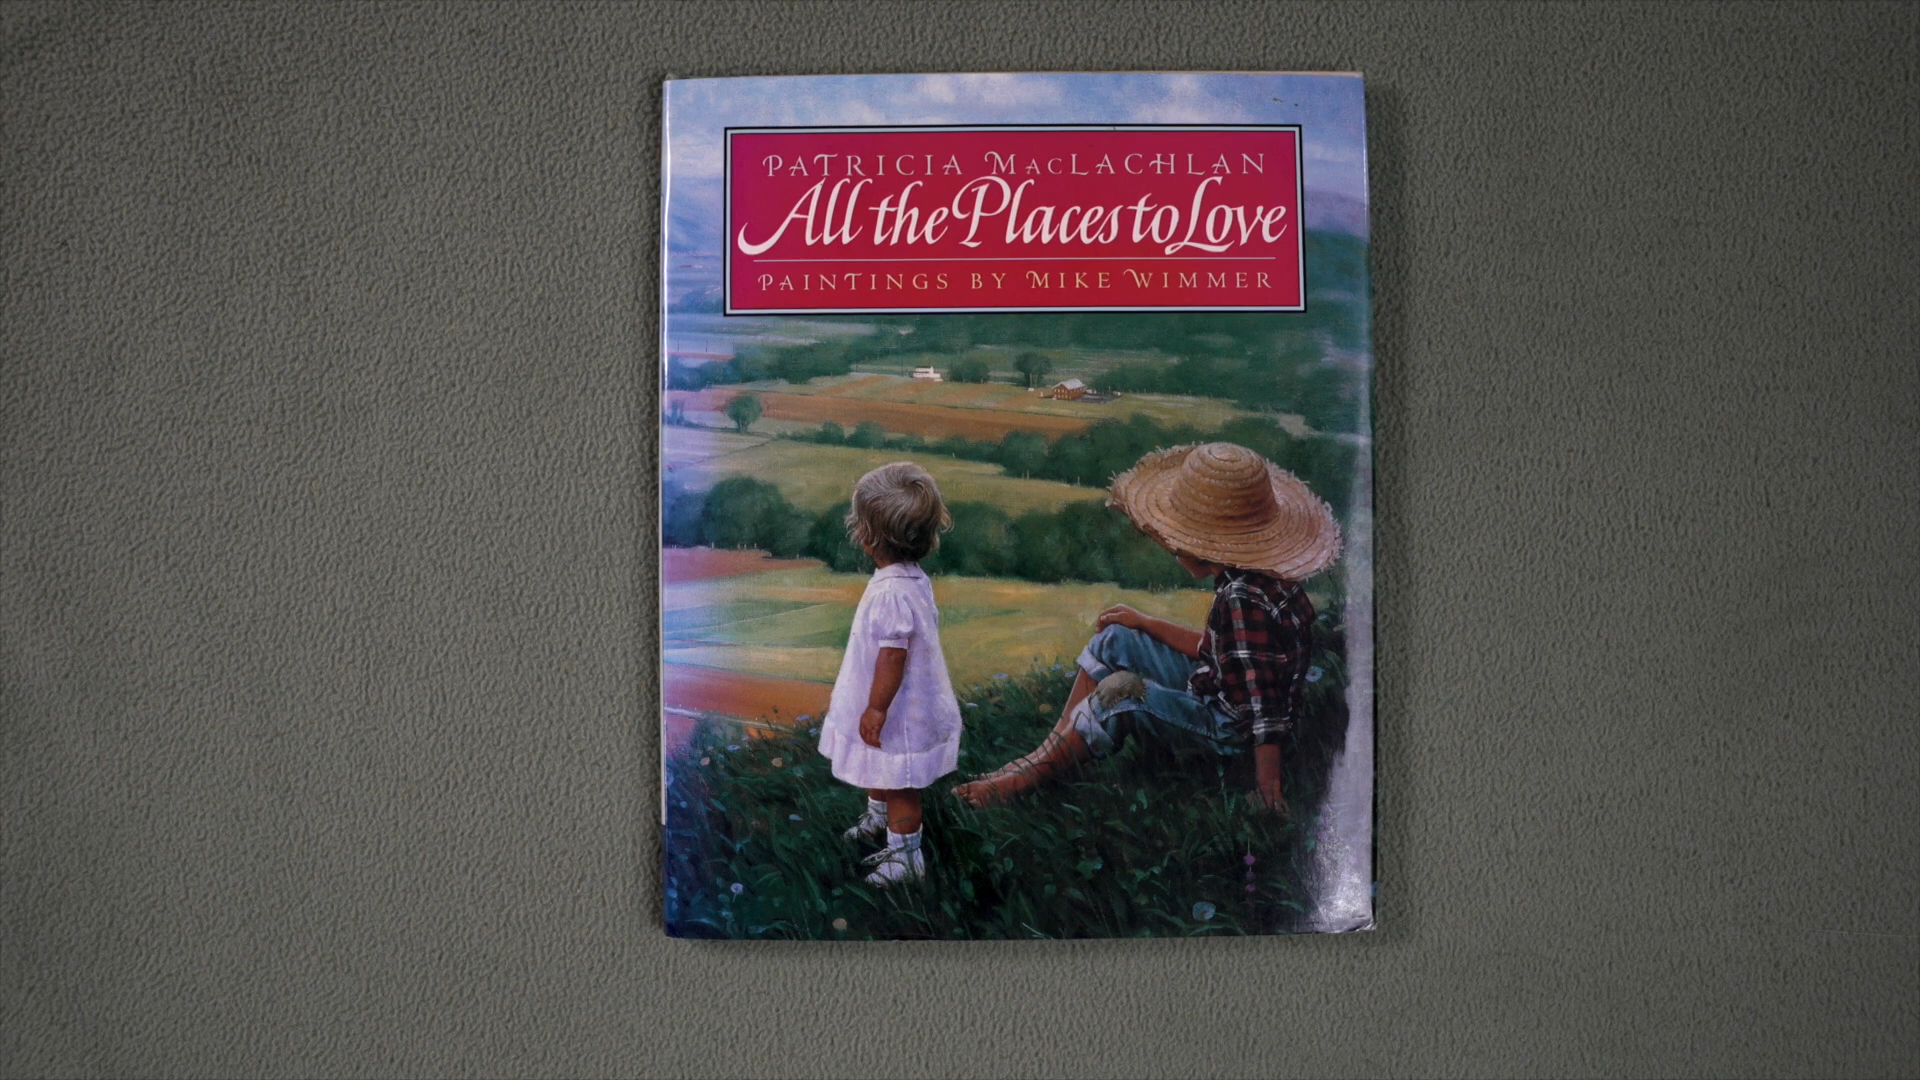 PATRICIA MACLACHLAN
All the Places to Love
PAINTINGS BY MIKE WIMMER